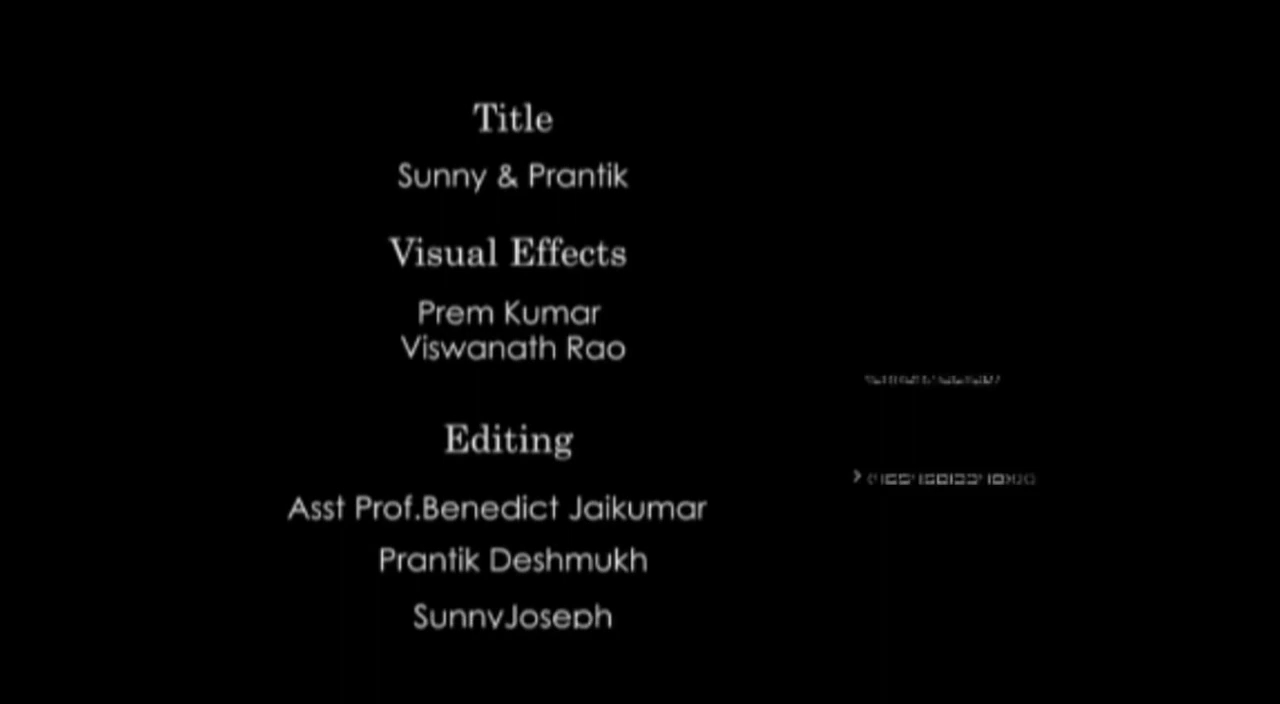 Title
Sunny & Prantik
Visual Effects
Prem Kumar
Viswanath Rao
Editing
Asst Prof.Benedict Jaikumar
Prantik Deshmukh
SunnyJoseph